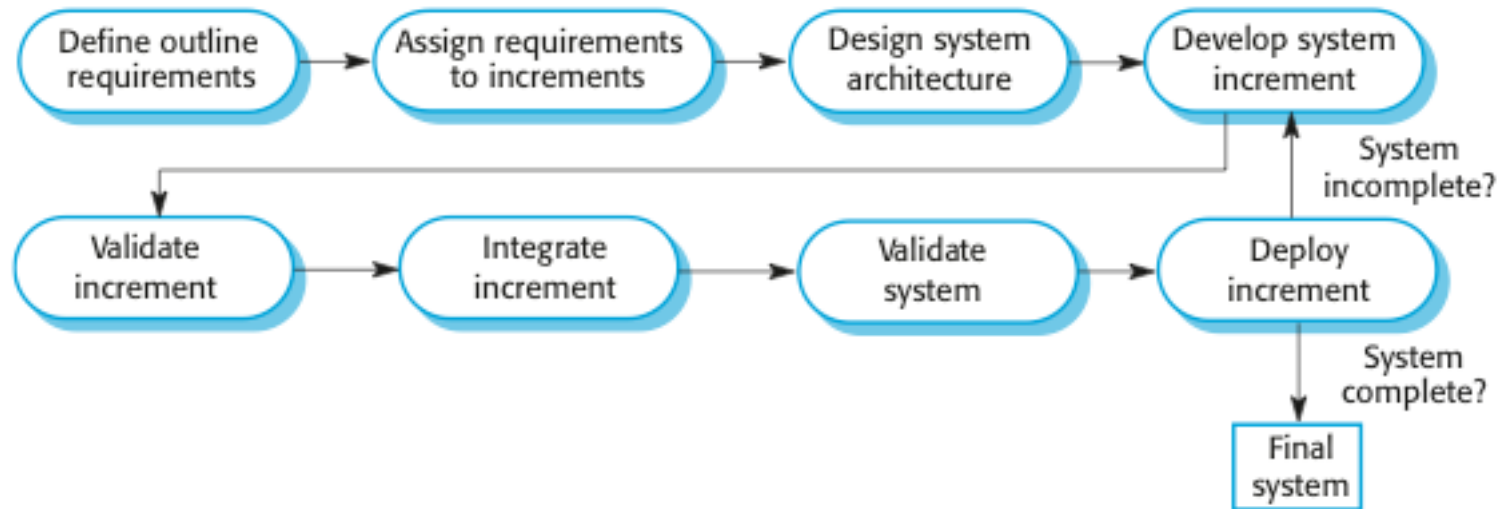 Define outline
requirements
Assign requirements
to increments
Design system
architecture
Develop system
increment
System
incomplete?
Validate
increment
Integrate
increment
Validate
system
Deploy
increment
System
complete?
Final
system